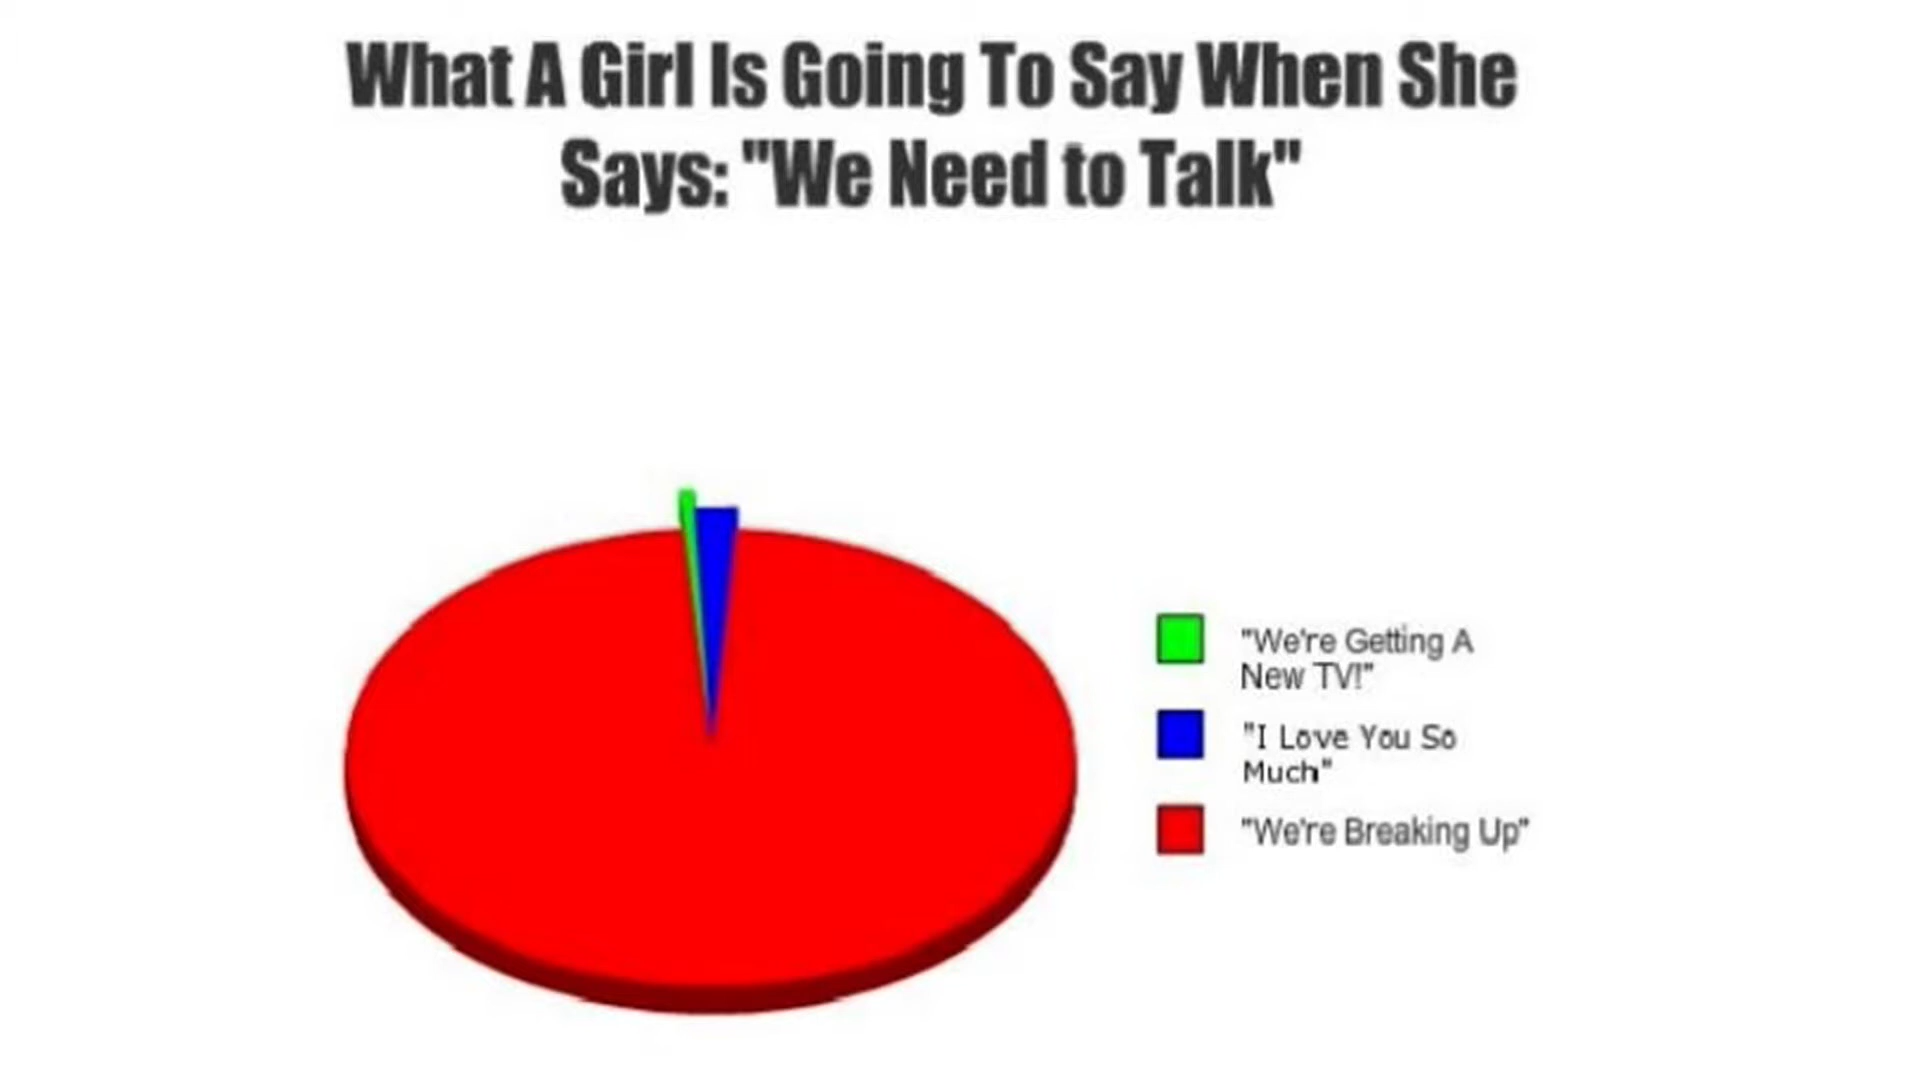 What A Girl Is Going To Say When She
Says: "We Need to Talk"
"We're Getting A
New TV!"
"I Love You So
Much"
"We're Breaking Up"